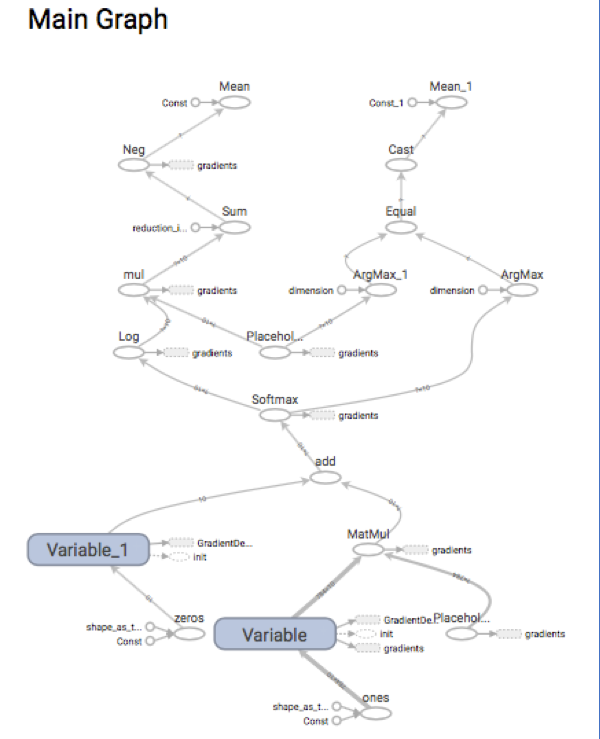 Main Graph
Mean
Mean_1
Const
Const_1
Neg
Cast
gradients
Sum
Equal
reduction_i...
mul
ArgMax_1
ArgMax
gradients
dimension
dimension
Log
Placehol...
gradients
gradients
Softmax
gradients
add
10
MatMul
Variable_1
GradientDe...
init
gradients
zeros
shape_as_t...
Const
Variable
GradientDe...
Placehol...
init
gradients
gradients
ones
shape_as_t...
Const